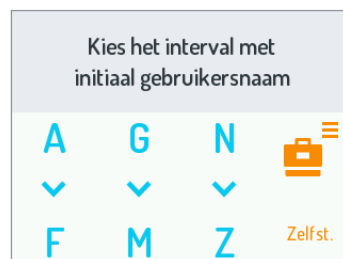 Kies het interval met
initiaal gebruikersnaam
A G N
F M Z Zelfst.